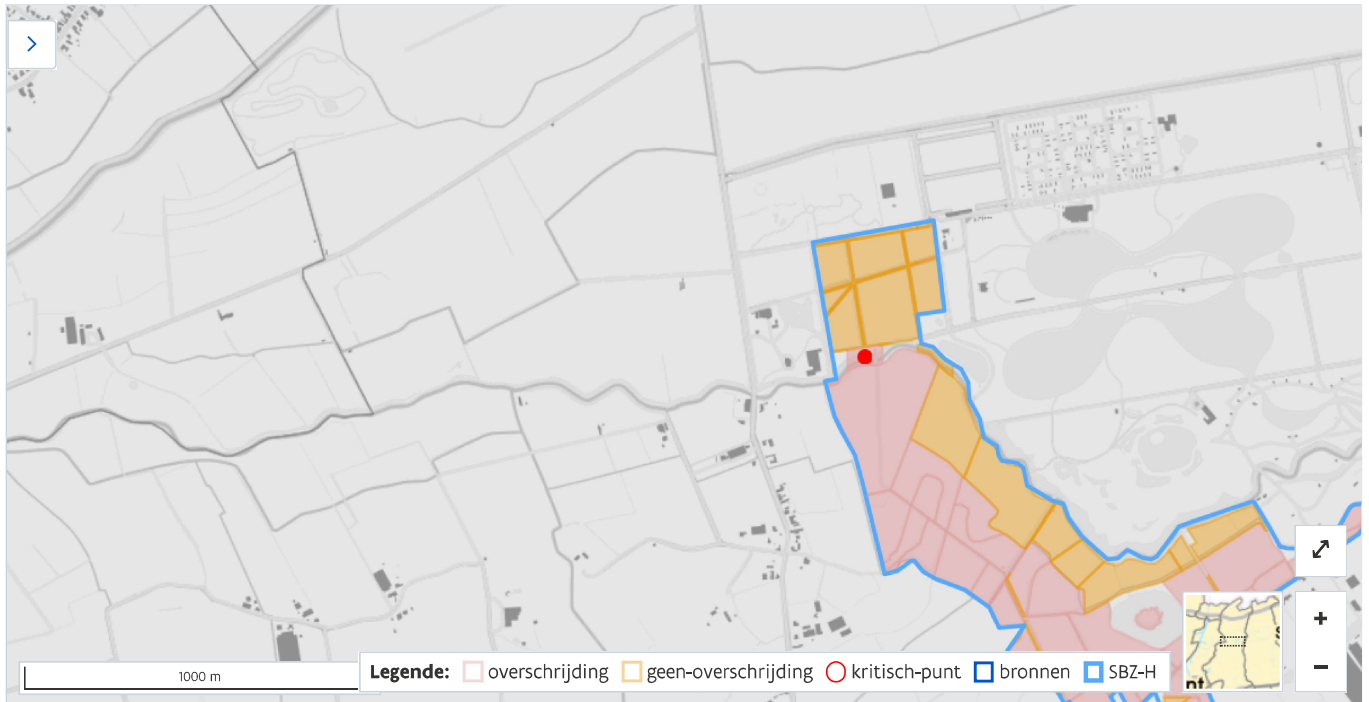 1000 m
Legende: overschrijding geen-overschrijding kritisch-punt bronnen SBZ-H
+
−